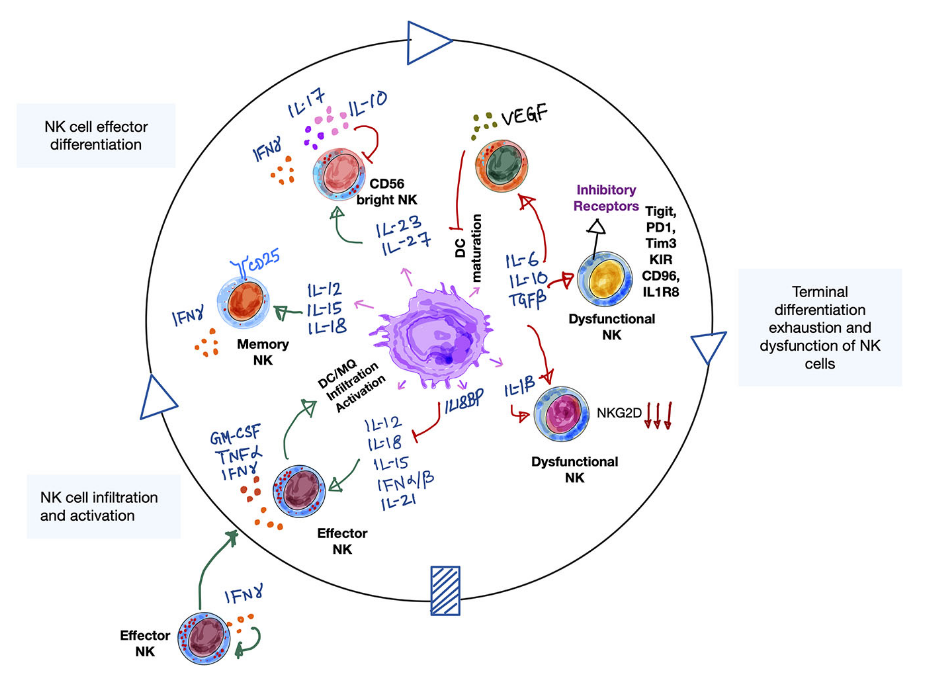 NK cell effector
differentiation
IL-17
IL-10
IFNγ
CD56
bright NK
IL-23
IL-27
VEGF
DC
maturation
Inhibitory
Receptors
Tigit,
PD1,
Tim3
KIR
CD96,
IL1R8
IL-6
IL-10
TGFβ
Dysfunctional
NK
Terminal
differentiation
exhaustion and
dysfunction of NK
cells
CD25
IFNγ
IL-12
IL-15
IL-18
Memory
NK
DC/MQ
Infiltration
Activation
IL18BP
IL-1β
NKG2D
Dysfunctional
NK
GM-CSF
TNFα
IFNγ
IL-12
IL-18
IL-15
IFNα/β
IL-21
Effector
NK
NK cell infiltration
and activation
IFNγ
Effector
NK